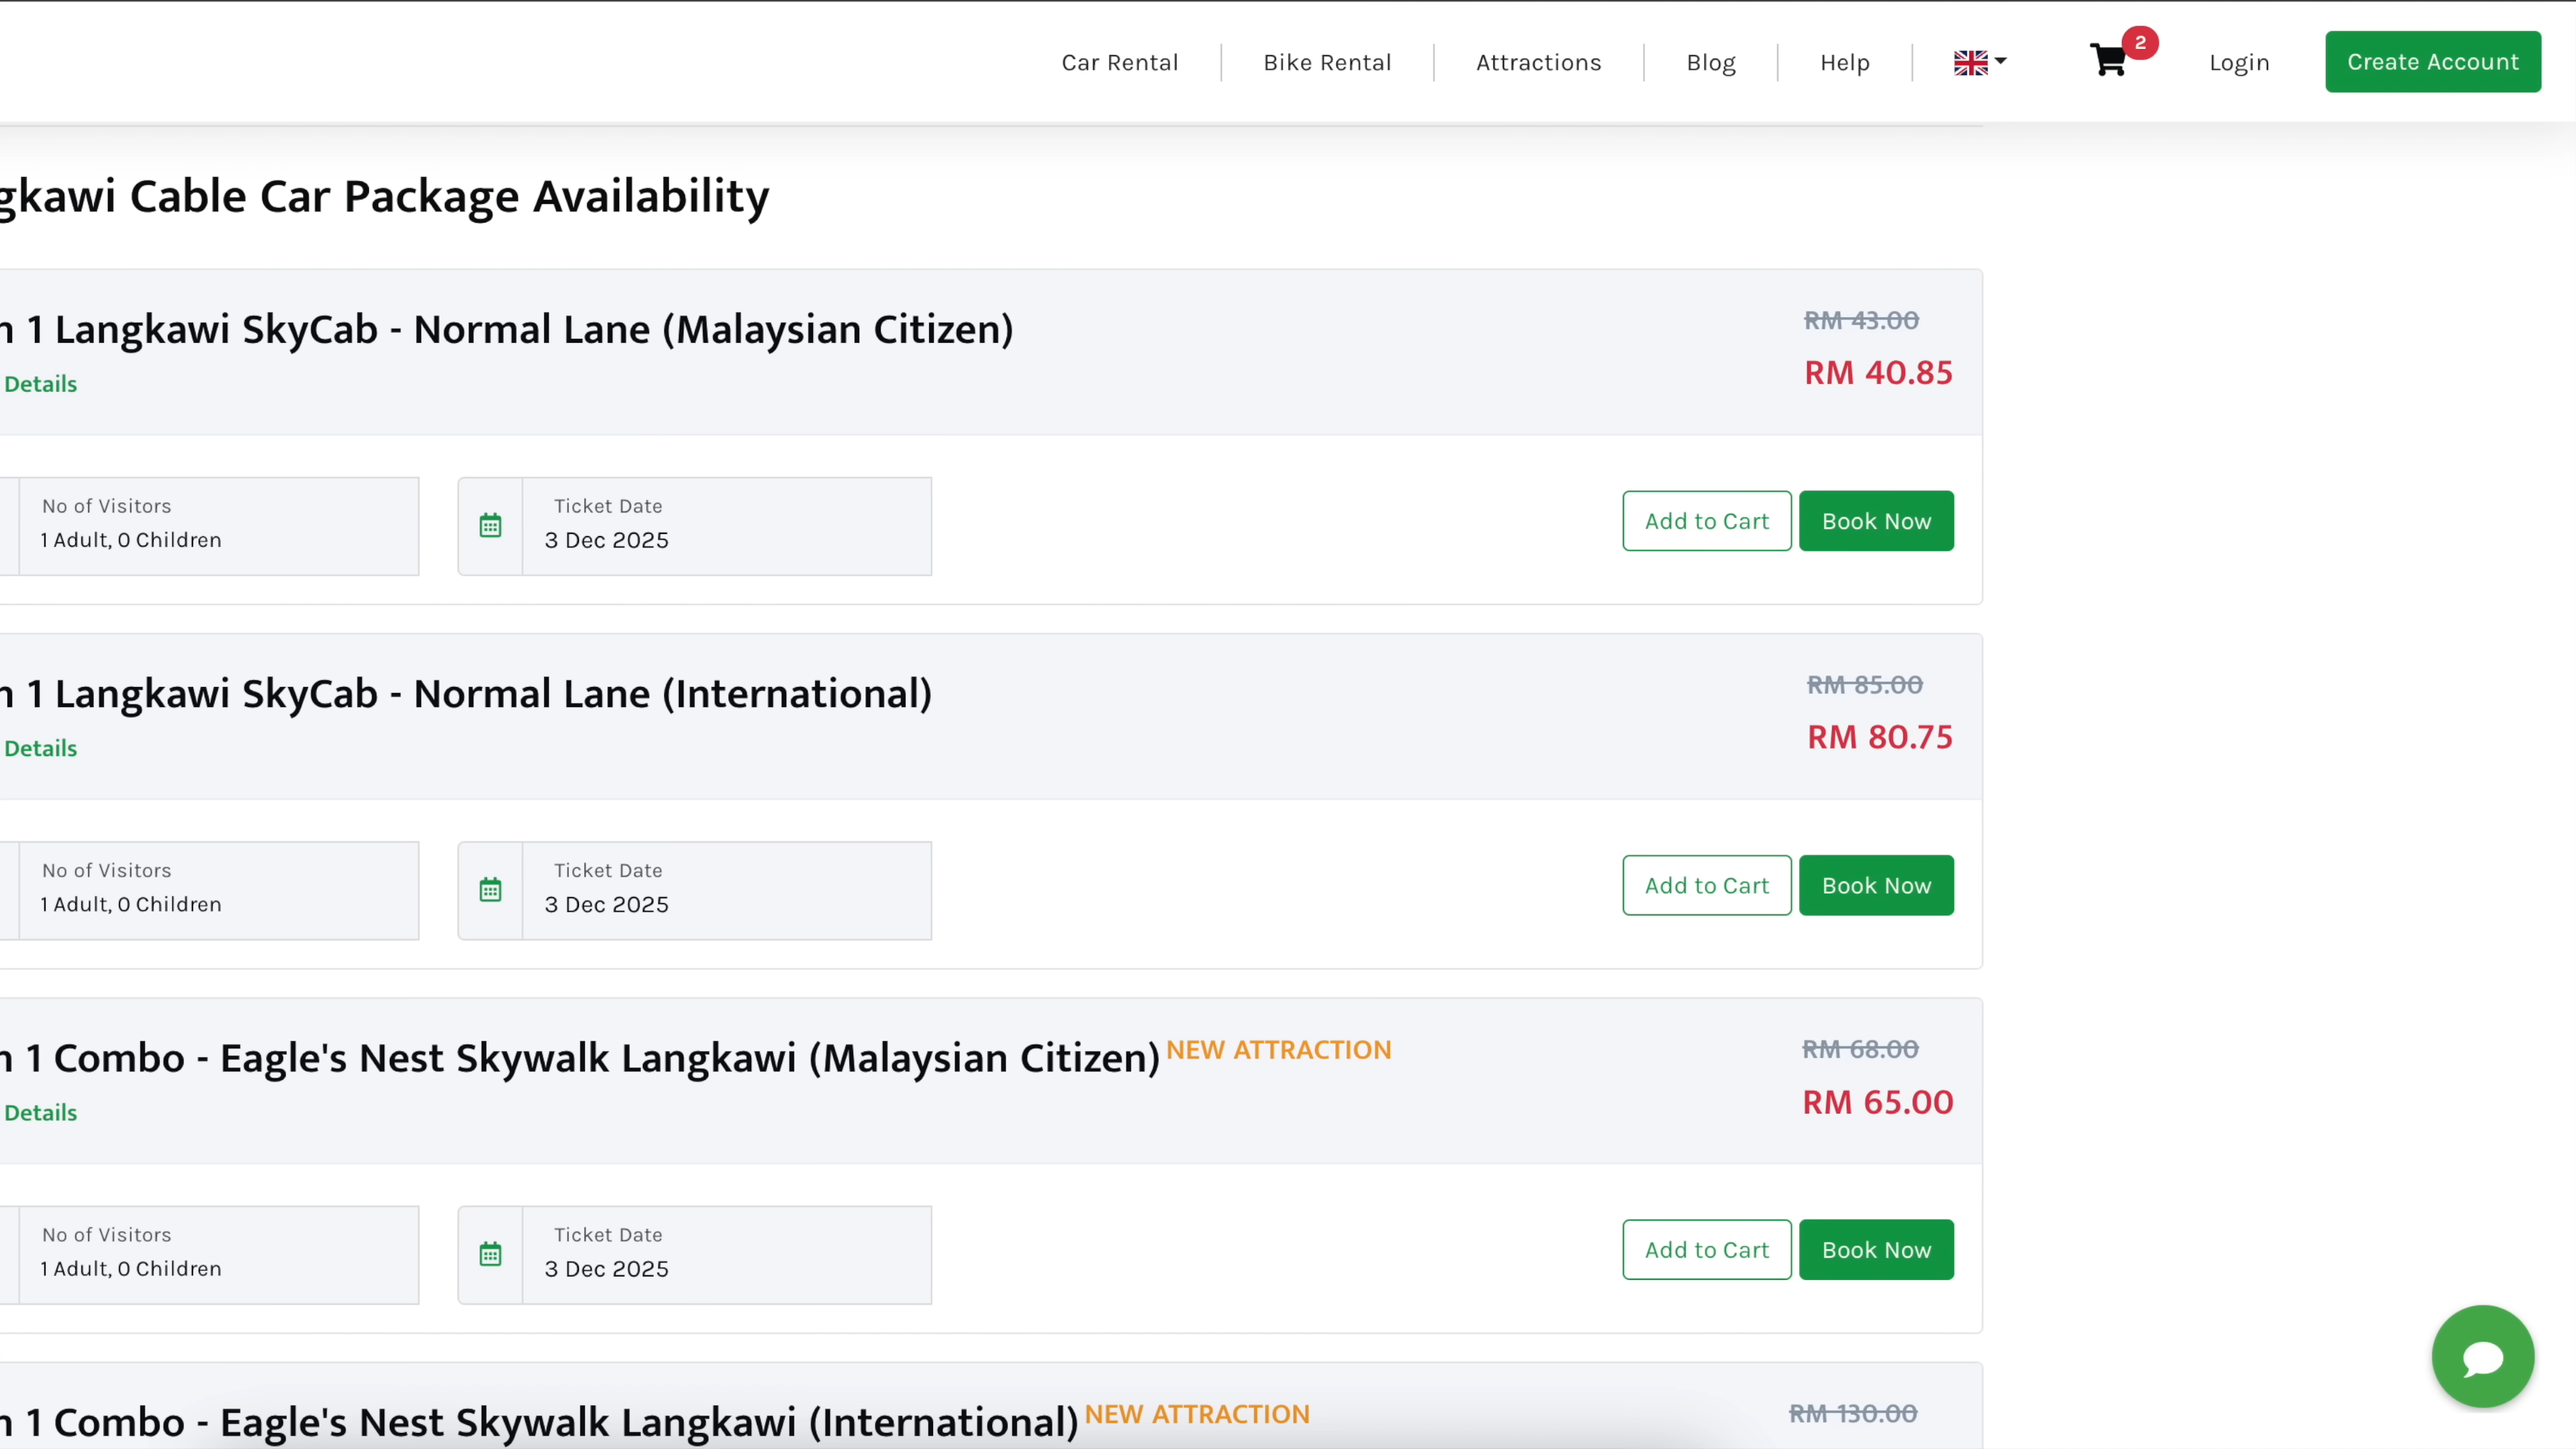 Car Rental
Bike Rental
Attractions
Blog
Help
2
Login
Create Account
gkawi Cable Car Package Availability
n 1 Langkawi SkyCab - Normal Lane (Malaysian Citizen)
RM 43.00
RM 40.85
Details
No of Visitors
1 Adult, 0 Children
Ticket Date
3 Dec 2025
Add to Cart
Book Now
n 1 Langkawi SkyCab - Normal Lane (International)
RM 85.00
RM 80.75
Details
No of Visitors
1 Adult, 0 Children
Ticket Date
3 Dec 2025
Add to Cart
Book Now
n 1 Combo - Eagle's Nest Skywalk Langkawi (Malaysian Citizen) NEW ATTRACTION
RM 68.00
RM 65.00
Details
No of Visitors
1 Adult, 0 Children
Ticket Date
3 Dec 2025
Add to Cart
Book Now
n 1 Combo - Eagle's Nest Skywalk Langkawi (International) NEW ATTRACTION
RM 130.00